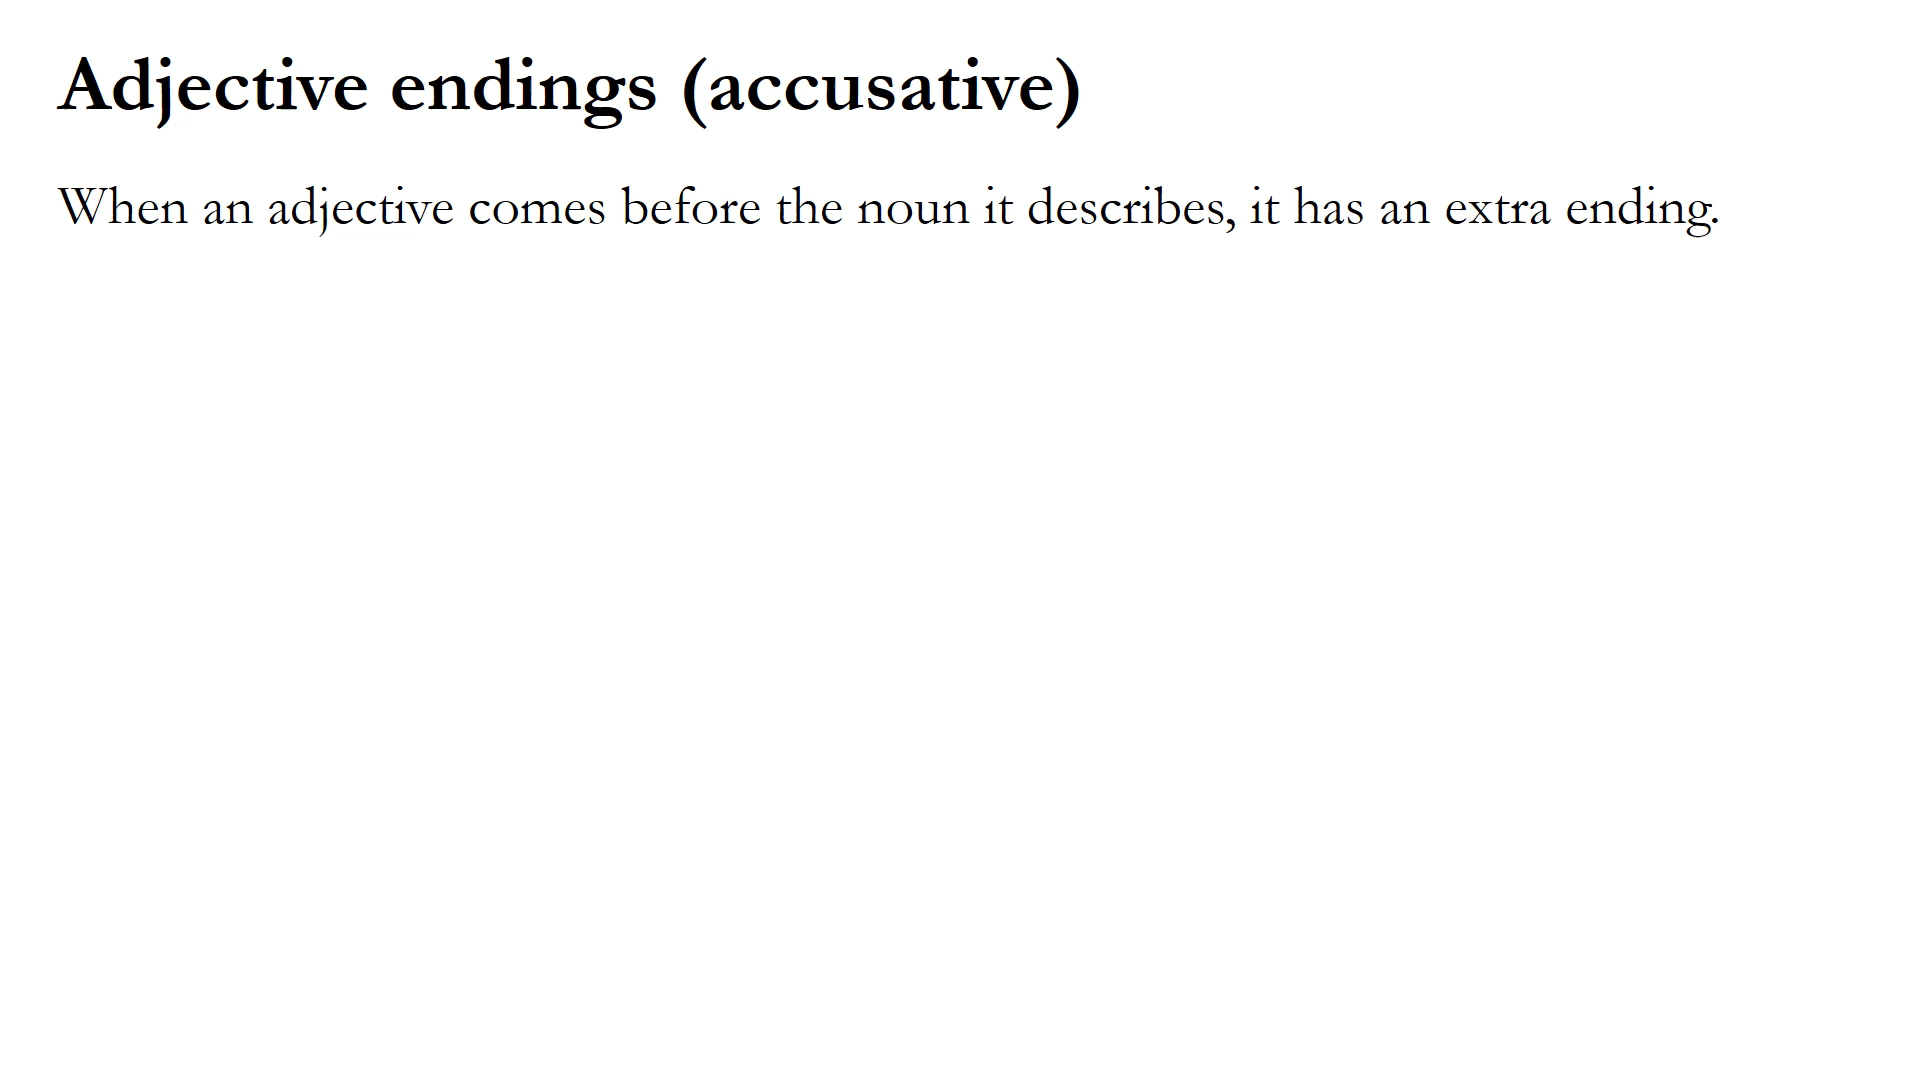 Adjective endings (accusative)
When an adjective comes before the noun it describes, it has an extra ending.